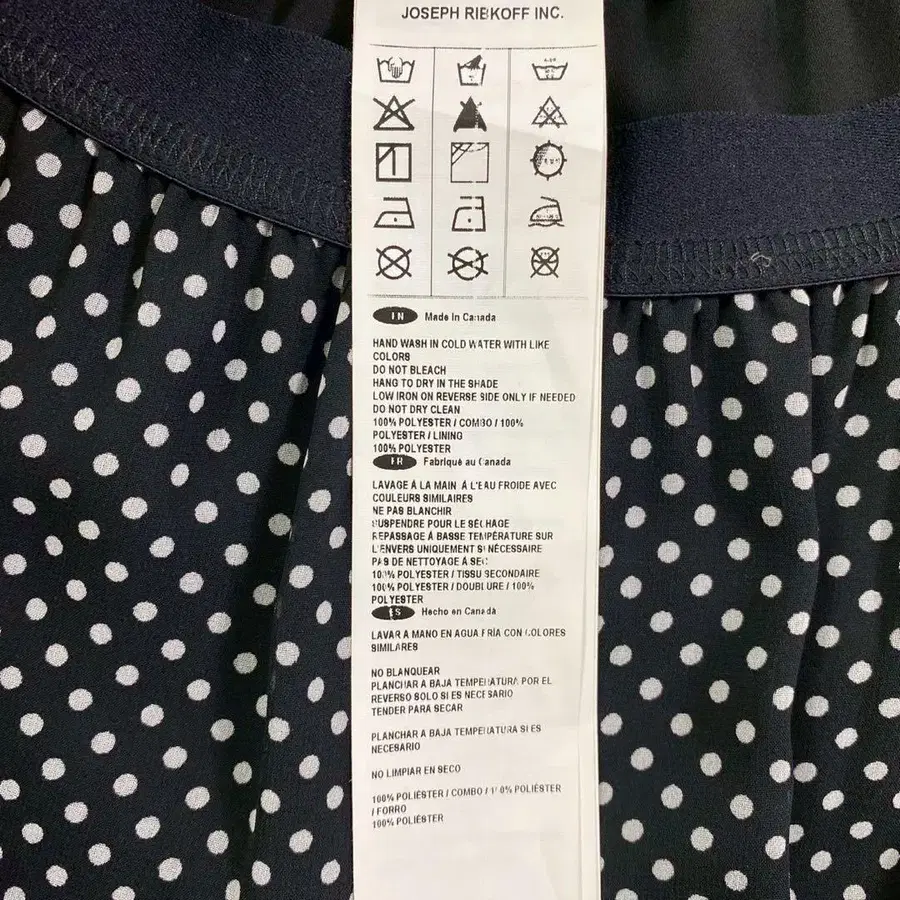 JOSEPH RIBKOFF INC.
EN Made in Canada
HAND WASH IN COLD WATER WITH LIKE
COLORS
DO NOT BLEACH
HANG TO DRY IN THE SHADE
LOW IRON ON REVERSE SIDE ONLY IF NEEDED
DO NOT DRY CLEAN
100% POLYESTER / COMBO / 100%
POLYESTER / LINING
100% POLYESTER
FR Fabriqué au Canada
LAVAGE À LA MAIN À L'EAU FROIDE AVEC
COULEURS SIMILAIRES
NE PAS BLANCHIR
SUSPENDRE POUR LE SÉCHAGE
REPASSAGE À BASSE TEMPÉRATURE SUR
L'ENVERS UNIQUEMENT SI NÉCESSAIRE
PAS DE NETTOYAGE À SEC
100% POLYESTER / TISSU SECONDAIRE
100% POLYESTER / DOUBLURE / 100%
POLYESTER
ES Hecho en Canadá
LAVAR A MANO EN AGUA FRÍA CON COLORES
SIMILARES
NO BLANQUEAR
PLANCHAR A BAJA TEMPERATURA POR EL
REVERSO SOLO SI ES NECESARIO
TENDER PARA SECAR
PLANCHAR A BAJA TEMPERATURA SI ES
NECESARIO
NO LIMPIAR EN SECO
100% POLIÉSTER / COMBO / 100% POLIÉSTER
/ FORRO
100% POLIÉSTER